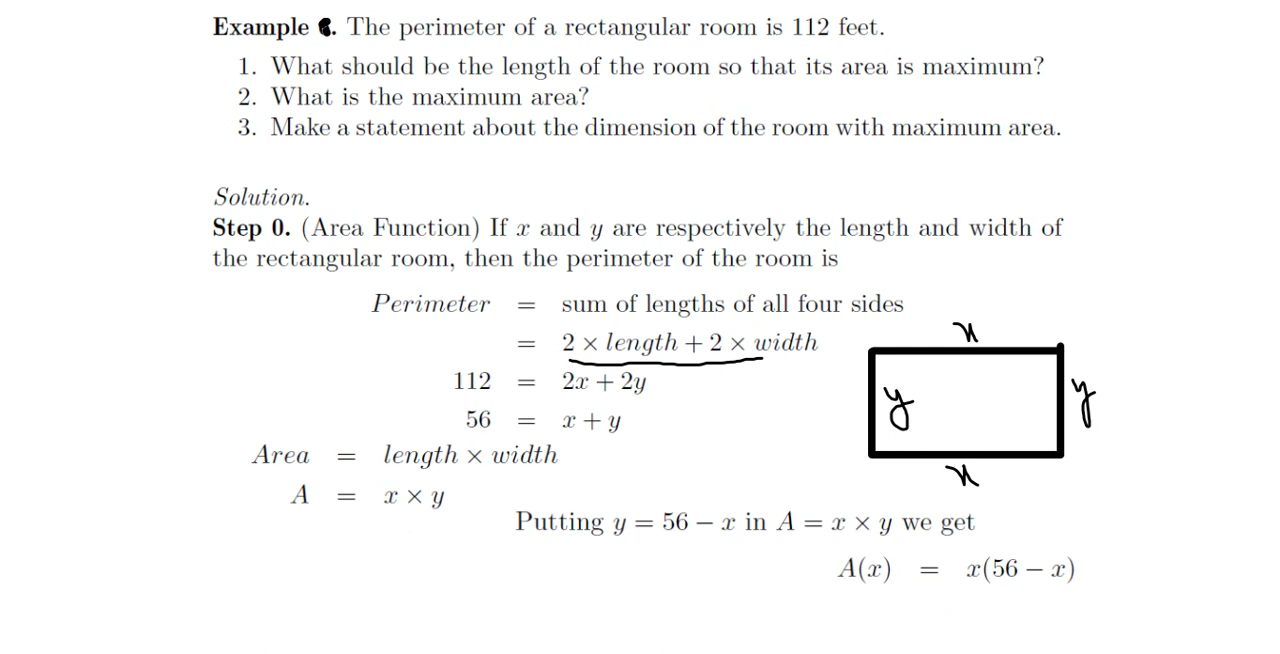 Example 6. The perimeter of a rectangular room is 112 feet.
1. What should be the length of the room so that its area is maximum?
2. What is the maximum area?
3. Make a statement about the dimension of the room with maximum area.
Solution.
Step 0. (Area Function) If x and y are respectively the length and width of
the rectangular room, then the perimeter of the room is
Perimeter = sum of lengths of all four sides
= 2 × length + 2 × width
112 = 2x + 2y
56 = x + y
Area = length × width
A = x × y
x
y
y
x
Putting y = 56 − x in A = x × y we get
A(x) = x(56 − x)